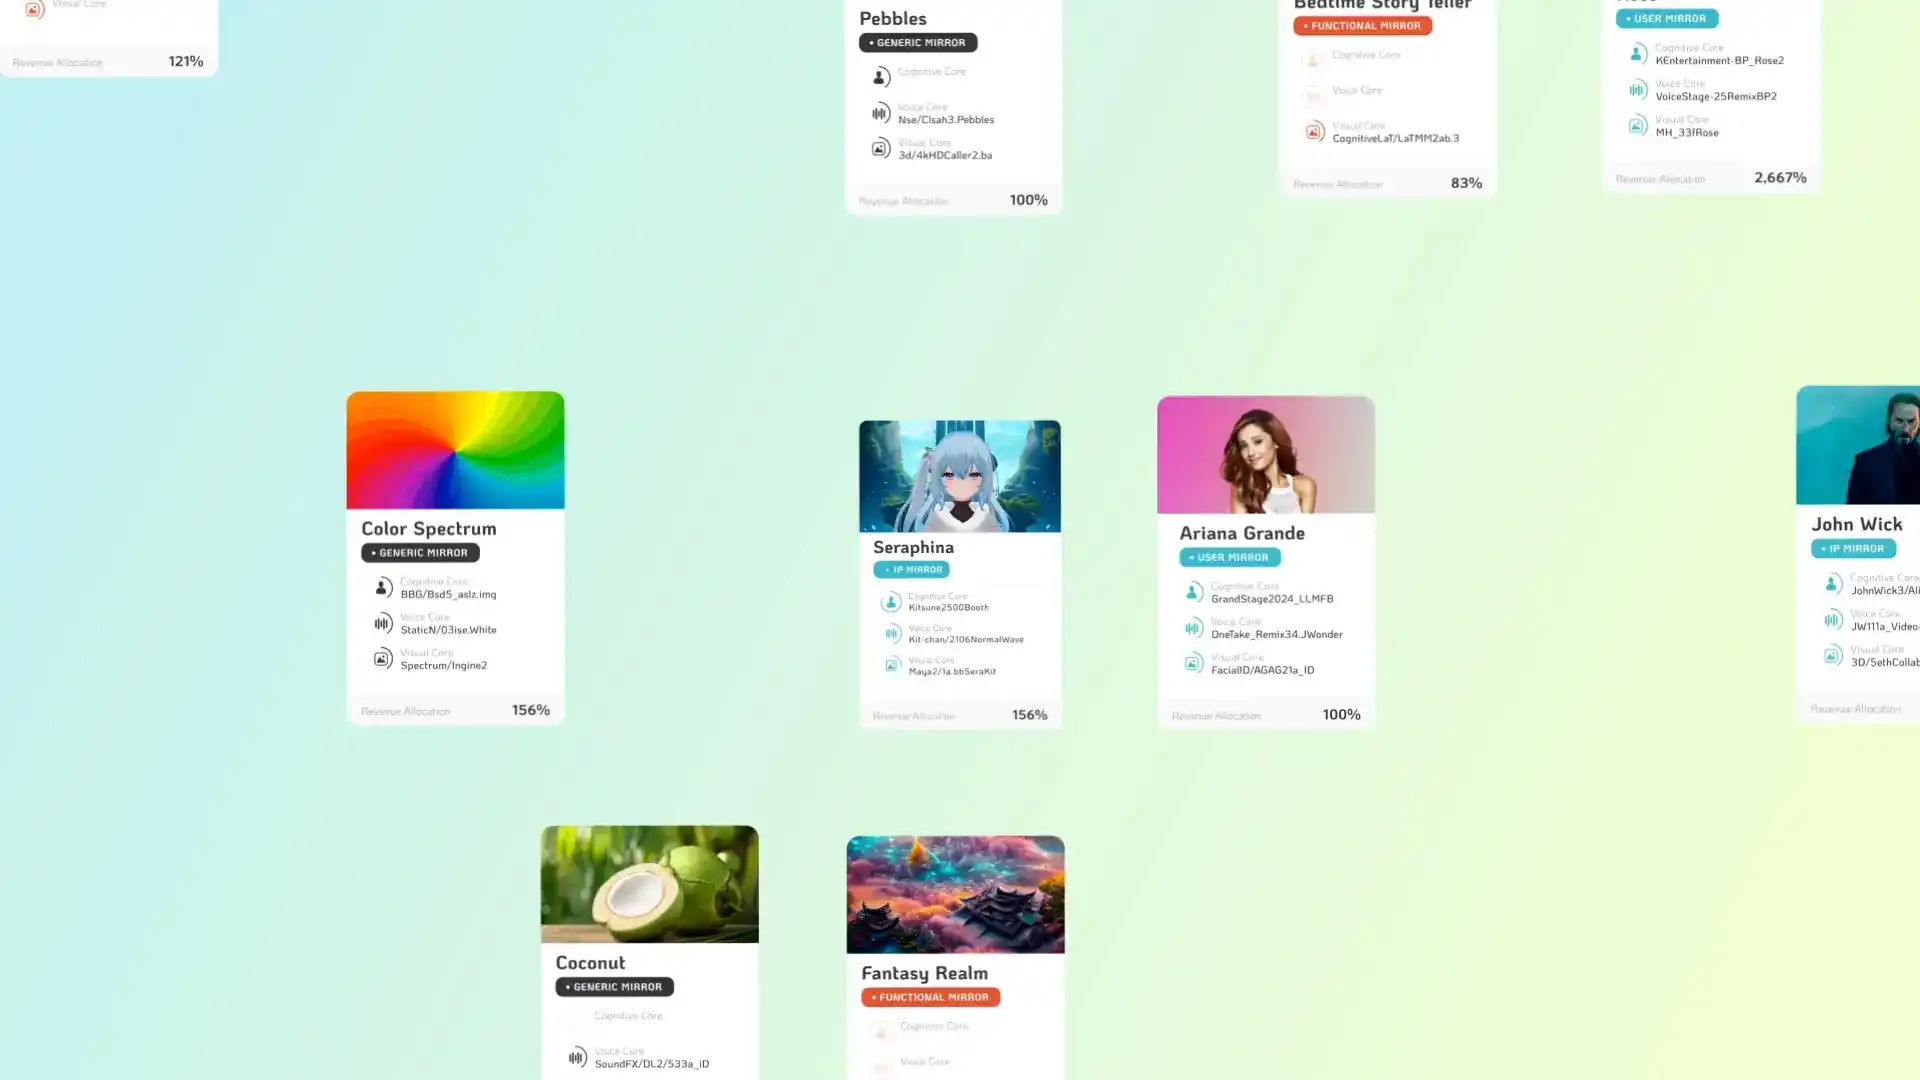 Visual Core
Revenue Allocation 121%
Pebbles
• GENERIC MIRROR
Cognitive Core
Voice Core
Nse/Clsah3.Pebbles
Visual Core
3d/4kHDCaller2.ba
Revenue Allocation 100%
Bedtime Story Teller
• FUNCTIONAL MIRROR
Cognitive Core
Voice Core
Visual Core
CognitiveLaT/LaTMM2ab.3
Revenue Allocation 83%
• USER MIRROR
Cognitive Core
KEntertainment-BP_Rose2
Voice Core
VoiceStage-25RemixBP2
Visual Core
MH_33fRose
Revenue Allocation 2,667%
Color Spectrum
• GENERIC MIRROR
Cognitive Core
BBG/Bsd5_aslz.img
Voice Core
StaticN/03ise.White
Visual Core
Spectrum/Ingine2
Revenue Allocation 156%
Seraphina
• IP MIRROR
Cognitive Core
Kitsune2500Booth
Voice Core
Kit-chan/2106NormalWave
Visual Core
Maya2/1a.bbSeraKit
Revenue Allocation 156%
Ariana Grande
• USER MIRROR
Cognitive Core
GrandStage2024_LLMFB
Voice Core
OneTake_Remix34.JWonder
Visual Core
FacialID/AGAG21a_ID
Revenue Allocation 100%
John Wick
• IP MIRROR
Cognitive Core
JohnWick3/Ali
Voice Core
JW111a_Video-
Visual Core
3D/5ethCollab
Revenue Allocation
Coconut
• GENERIC MIRROR
Cognitive Core
Voice Core
SoundFX/DL2/533a_iD
Fantasy Realm
• FUNCTIONAL MIRROR
Cognitive Core
Voice Core